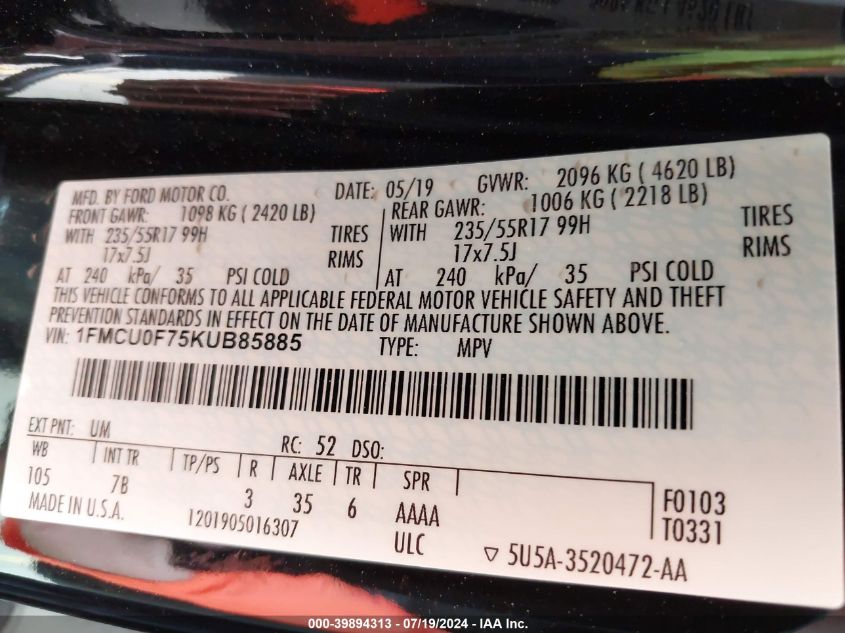 MFD. BY FORD MOTOR CO. DATE: 05/19 GVWR: 2096 KG ( 4620 LB)
FRONT GAWR: 1098 KG ( 2420 LB) REAR GAWR: 1006 KG ( 2218 LB)
WITH 235/55R17 99H TIRES WITH 235/55R17 99H TIRES
17x7.5J RIMS 17x7.5J RIMS
AT 240 kPa/ 35 PSI COLD AT 240 kPa/ 35 PSI COLD
THIS VEHICLE CONFORMS TO ALL APPLICABLE FEDERAL MOTOR VEHICLE SAFETY AND THEFT
PREVENTION STANDARDS IN EFFECT ON THE DATE OF MANUFACTURE SHOWN ABOVE.
VIN: 1FMCU0F75KUB85885 TYPE: MPV
EXT PNT: UM RC: 52 DSO:
WB INT TR TP/PS R AXLE TR SPR
105 7B 3 35 6 AAAA F0103
MADE IN U.S.A. 1201905016307 ULC T0331
▽ 5U5A-3520472-AA
000-39894313 - 07/19/2024 - IAA Inc.